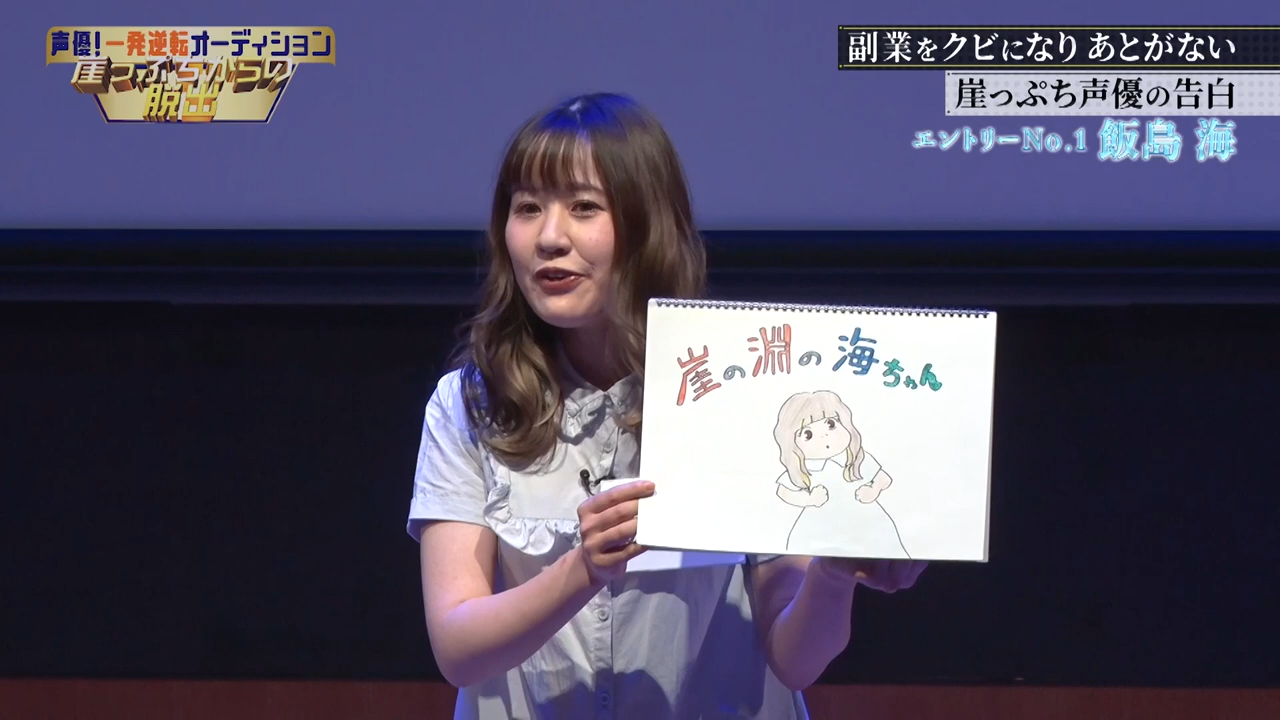 声優!一発逆転オーディション
崖っぷちからの
脱出
副業をクビになり あとがない
崖っぷち声優の告白
エントリーNo.1 飯島 海
崖の淵の海ちゃん